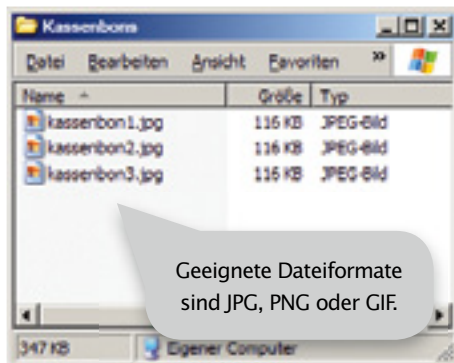 Kassenbons
Datei Bearbeiten Ansicht Favoriten »
Name Größe Typ
kassenbon1.jpg 116 KB JPEG-Bild
kassenbon2.jpg 116 KB JPEG-Bild
kassenbon3.jpg 116 KB JPEG-Bild
Geeignete Dateiformate
sind JPG, PNG oder GIF.
347 KB Eigener Computer